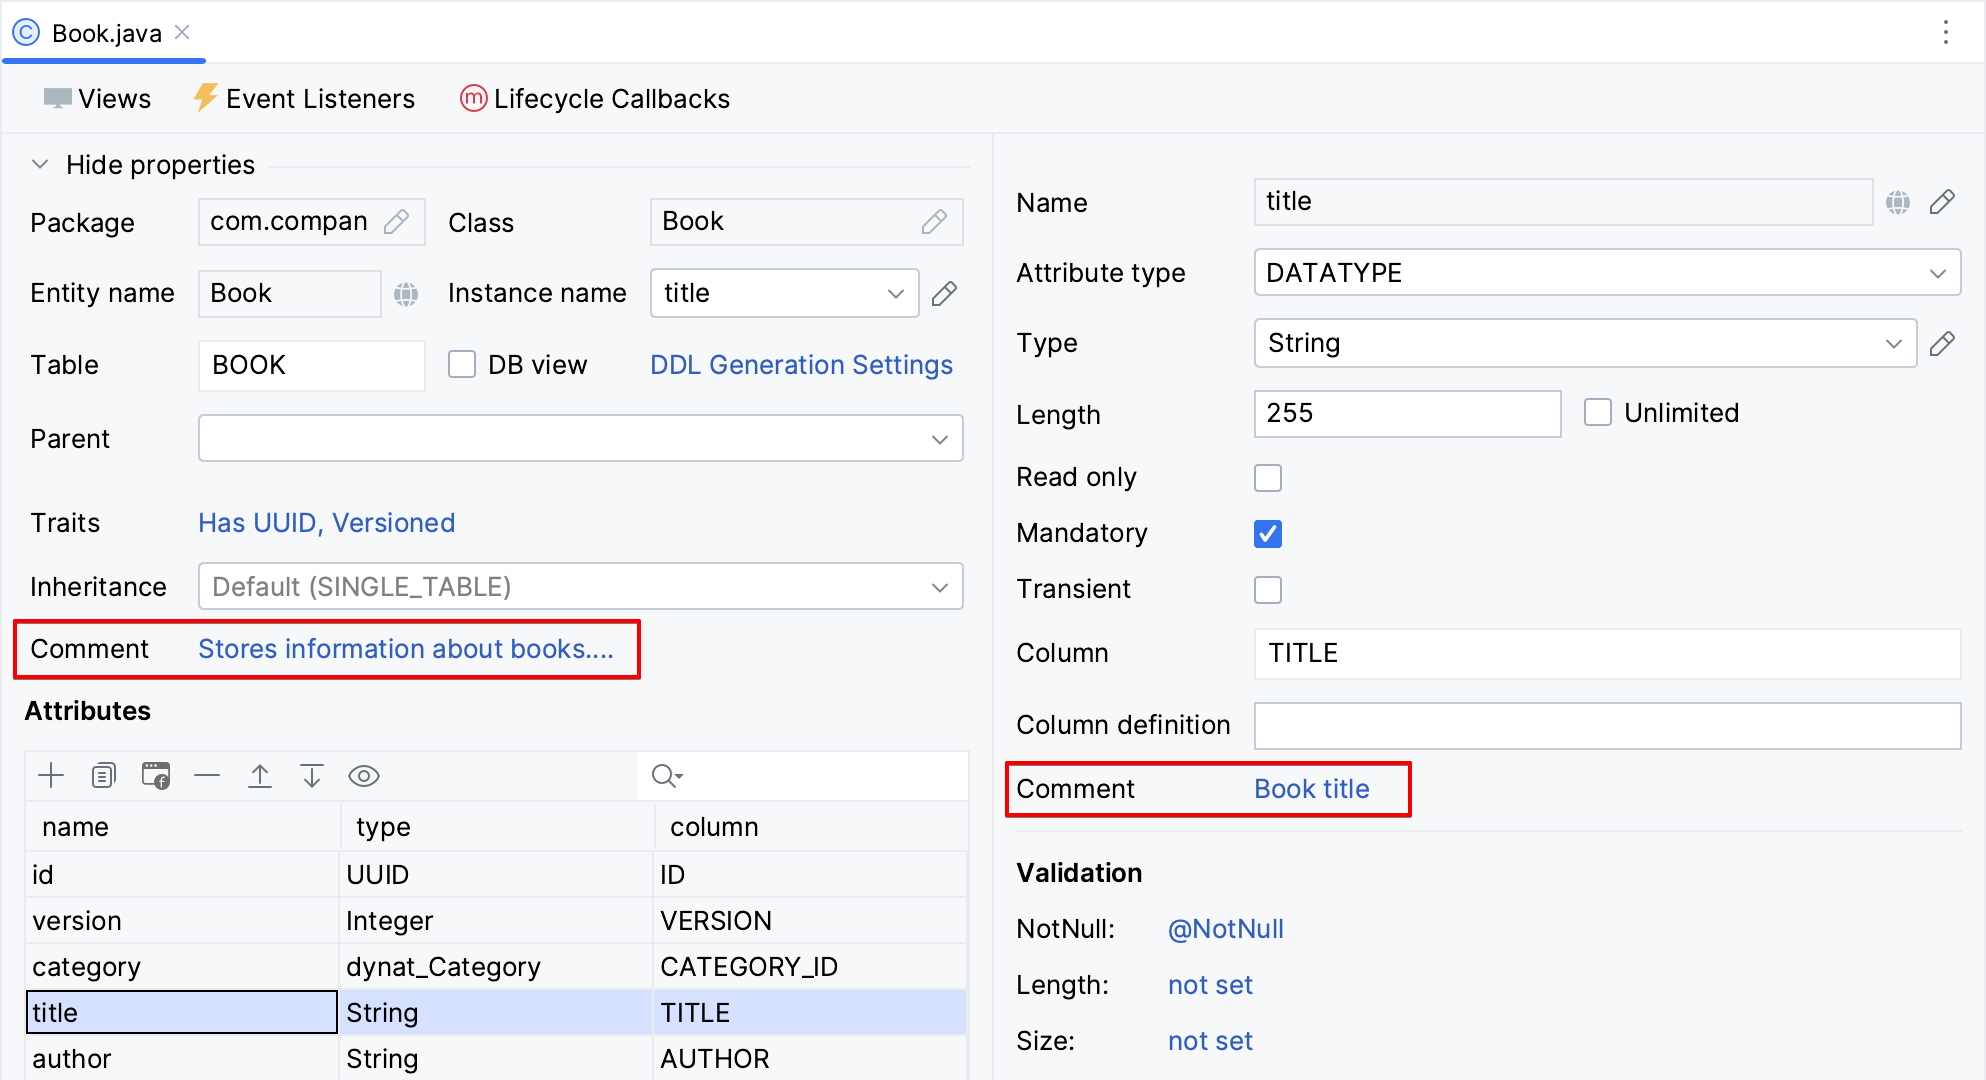 Book.java
Views Event Listeners Lifecycle Callbacks
Hide properties
Package com.compan Class Book
Entity name Book Instance name title
Table BOOK DB view DDL Generation Settings
Parent
Traits Has UUID, Versioned
Inheritance Default (SINGLE_TABLE)
Comment Stores information about books....
Attributes
name type column
id UUID ID
version Integer VERSION
category dynat_Category CATEGORY_ID
title String TITLE
author String AUTHOR
Name title
Attribute type DATATYPE
Type String
Length 255 Unlimited
Read only
Mandatory
Transient
Column TITLE
Column definition
Comment Book title
Validation
NotNull: @NotNull
Length: not set
Size: not set